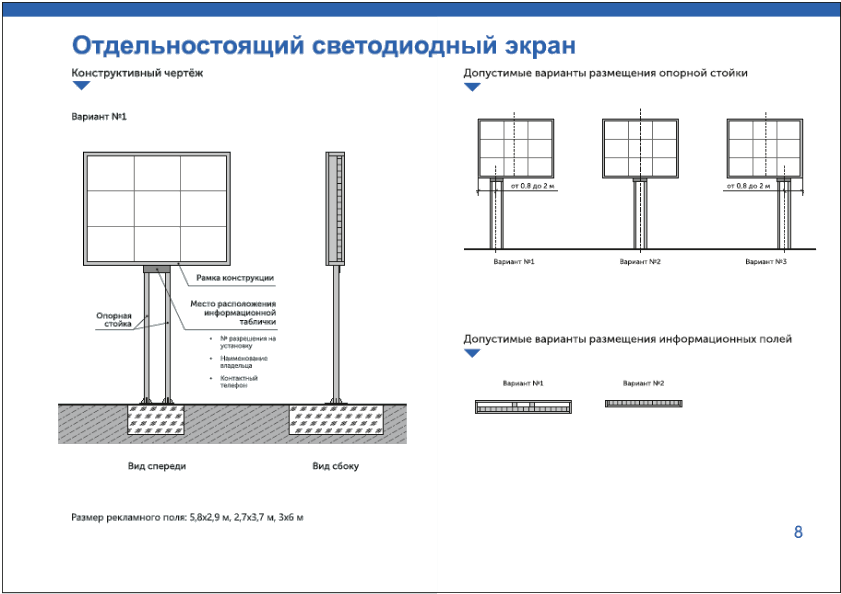 Отдельностоящий светодиодный экран
Конструктивный чертёж
Вариант №1
Рамка конструкции
Место расположения
информационной
таблички
Опорная
стойка
• № разрешения на
установку
• Наименование
владельца
• Контактный
телефон
Вид спереди
Вид сбоку
Размер рекламного поля: 5,8х2,9 м, 2,7х3,7 м, 3х6 м
Допустимые варианты размещения опорной стойки
от 0,8 до 2 м
от 0,8 до 2 м
Вариант №1
Вариант №2
Вариант №3
Допустимые варианты размещения информационных полей
Вариант №1
Вариант №2
8